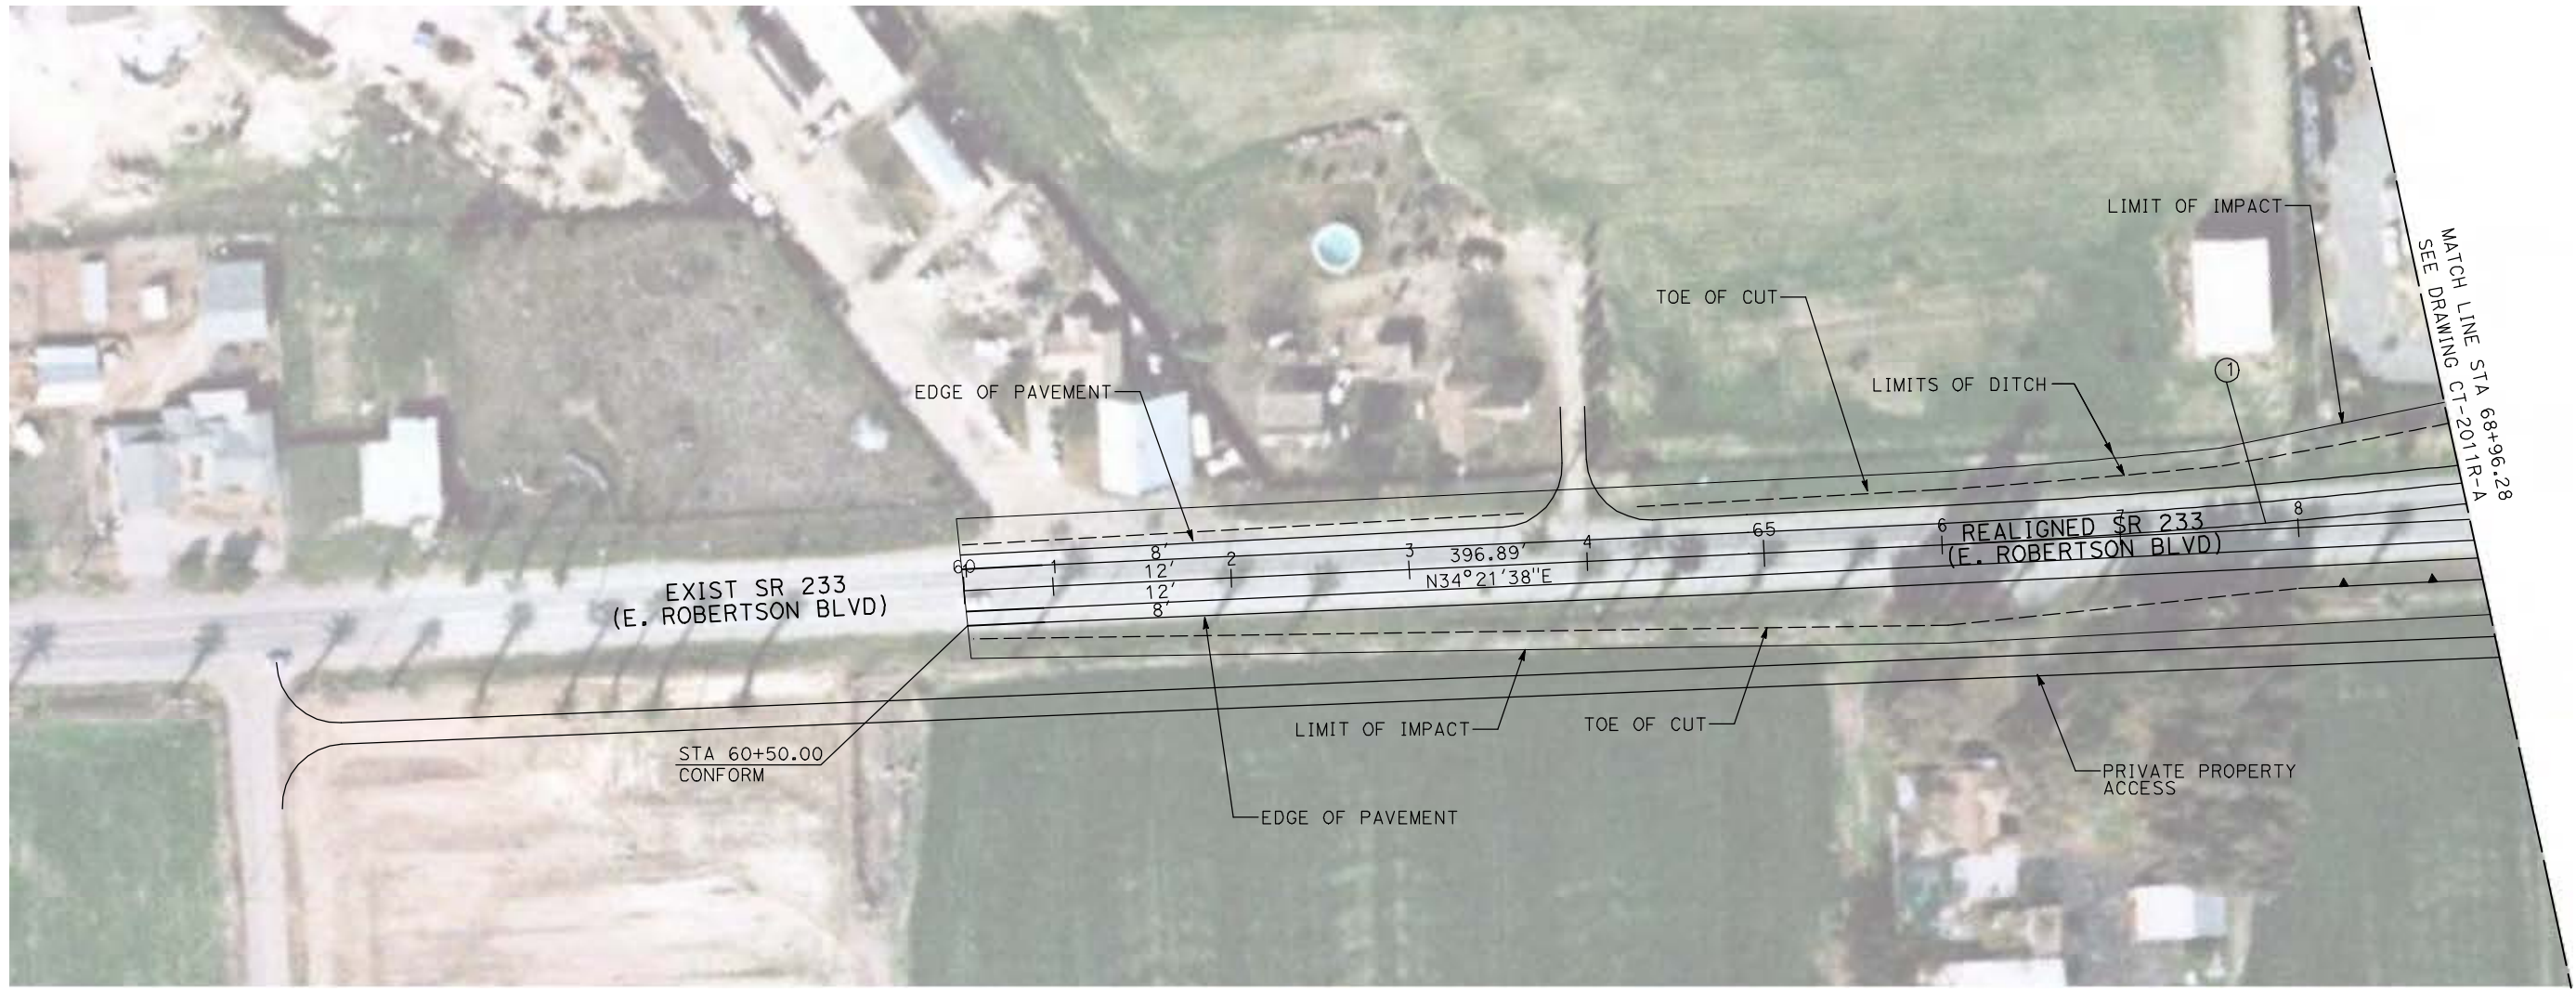 LIMIT OF IMPACT
MATCH LINE STA 68+96.28
SEE DRAWING CT-2011R-A
TOE OF CUT
LIMITS OF DITCH
1
EDGE OF PAVEMENT
60
1
2
3
4
65
6
7
8
8'
12'
12'
8'
396.89'
N34°21'38"E
REALIGNED SR 233
(E. ROBERTSON BLVD)
EXIST SR 233
(E. ROBERTSON BLVD)
STA 60+50.00
CONFORM
LIMIT OF IMPACT
TOE OF CUT
EDGE OF PAVEMENT
PRIVATE PROPERTY
ACCESS